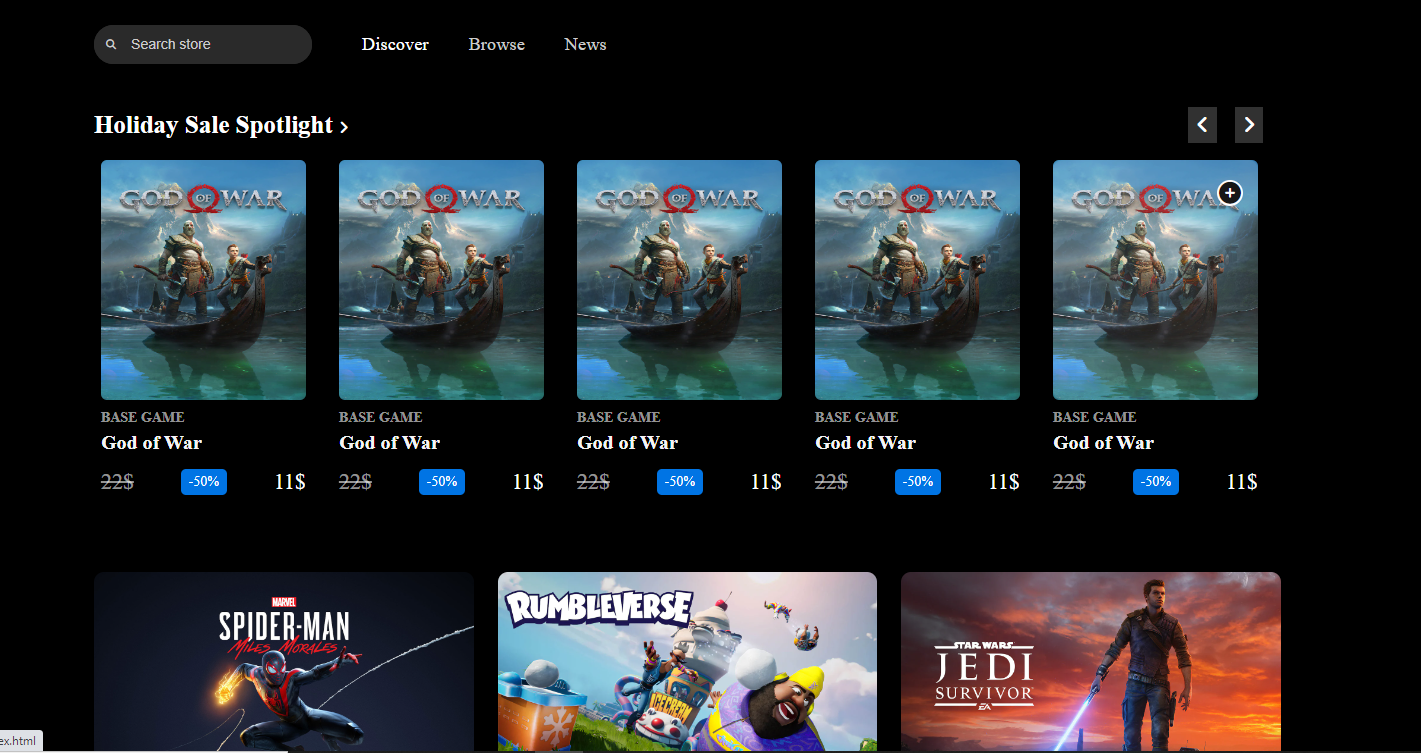 Search store
Discover Browse News
Holiday Sale Spotlight
GOD OF WAR GOD OF WAR GOD OF WAR GOD OF WAR GOD OF WAR
BASE GAME BASE GAME BASE GAME BASE GAME BASE GAME
God of War God of War God of War God of War God of War
22$ -50% 11$ 22$ -50% 11$ 22$ -50% 11$ 22$ -50% 11$ 22$ -50% 11$
MARVEL
SPIDER-MAN
MILES MORALES
RUMBLEVERSE
ICECREAM
STAR WARS
JEDI
SURVIVOR
EA
ex.html